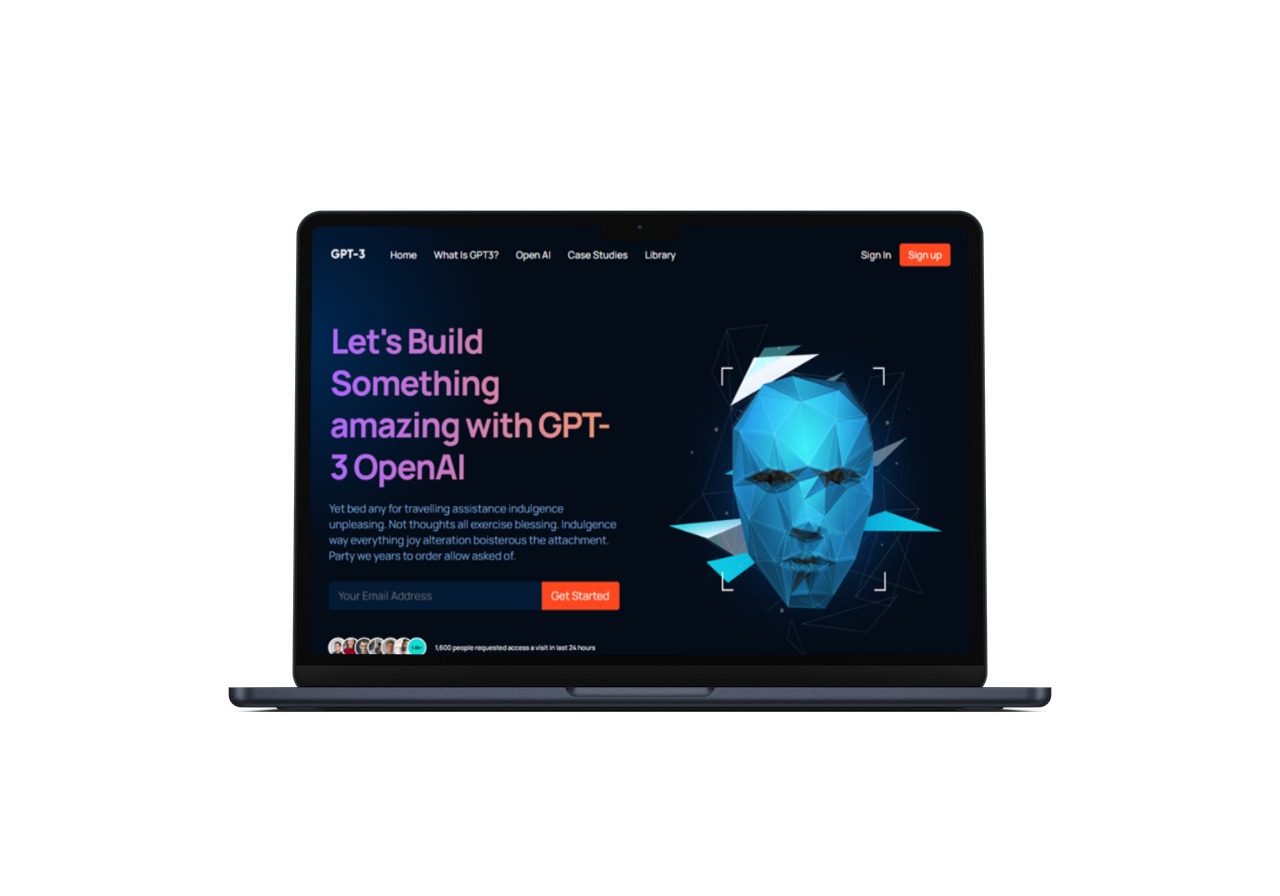 GPT-3 Home What Is GPT3? Open AI Case Studies Library Sign In Sign up
Let's Build
Something
amazing with GPT-
3 OpenAI
Yet bed any for travelling assistance indulgence
unpleasing. Not thoughts all exercise blessing. Indulgence
way everything joy alteration boisterous the attachment.
Party we years to order allow asked of.
Your Email Address Get Started
1,600 people requested access a visit in last 24 hours